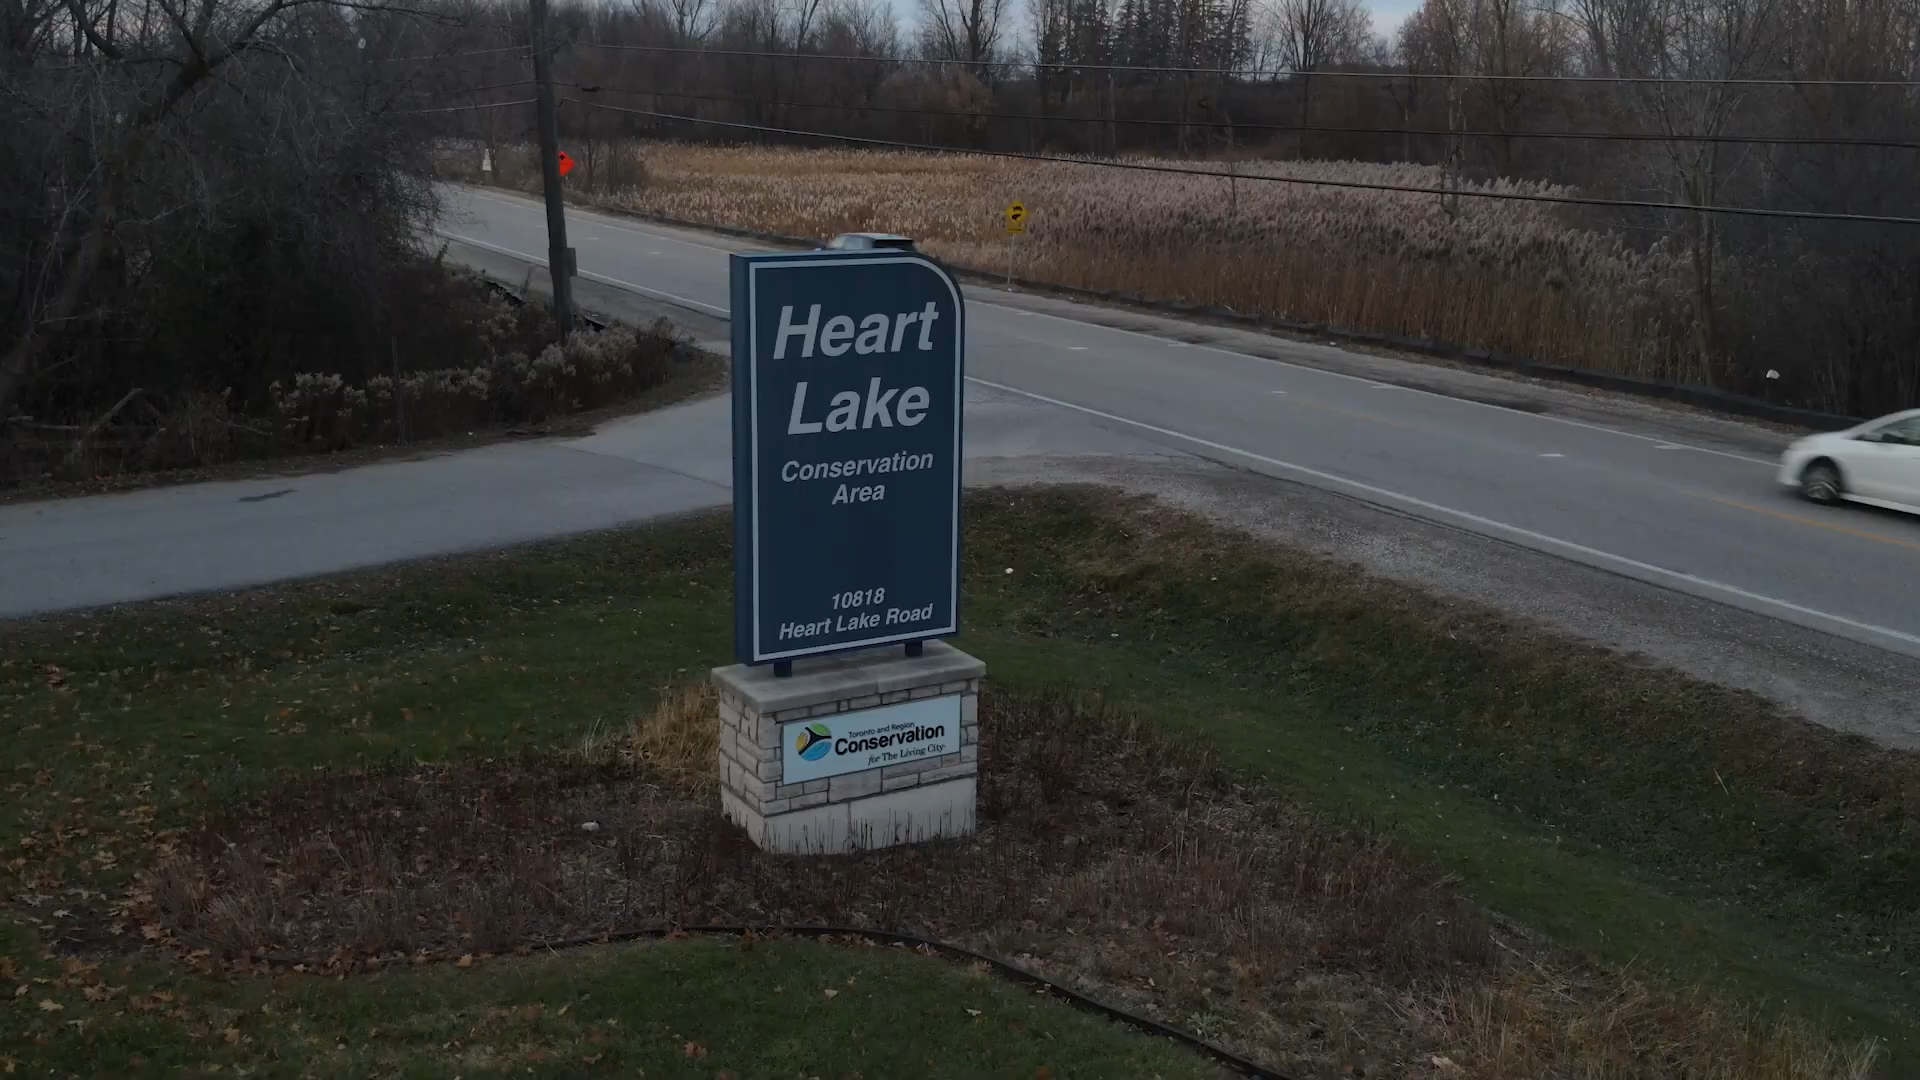 Heart
Lake
Conservation
Area
10818
Heart Lake Road
Toronto and Region
Conservation
for The Living City